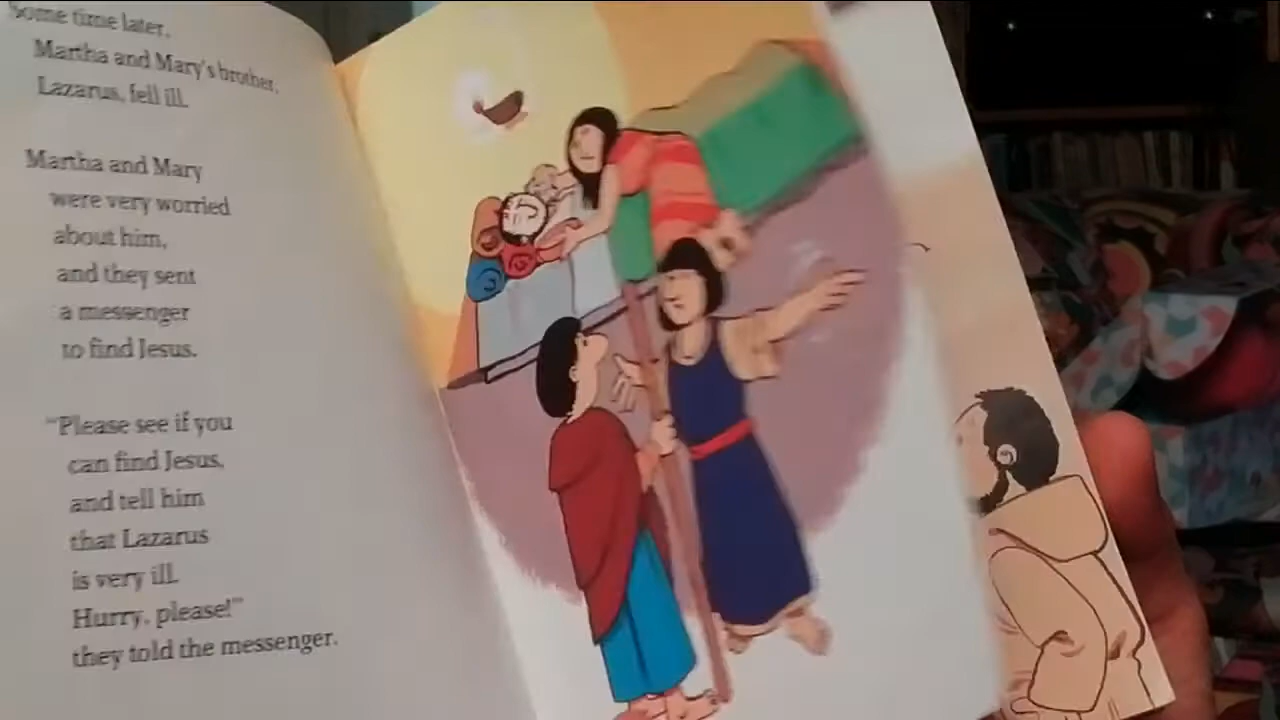 Some time later,
Martha and Mary's brother,
Lazarus, fell ill.
Martha and Mary
were very worried
about him,
and they sent
a messenger
to find Jesus.
"Please see if you
can find Jesus,
and tell him
that Lazarus
is very ill.
Hurry, please!"
they told the messenger.